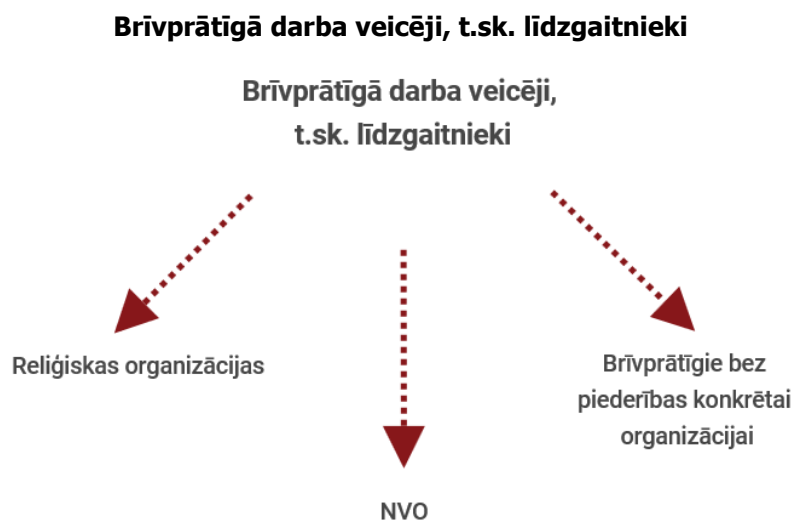 Brīvprātīgā darba veicēji, t.sk. līdzgaitnieki
Brīvprātīgā darba veicēji,
t.sk. līdzgaitnieki
Reliģiskas organizācijas
Brīvprātīgie bez
piederības konkrētai
organizācijai
NVO